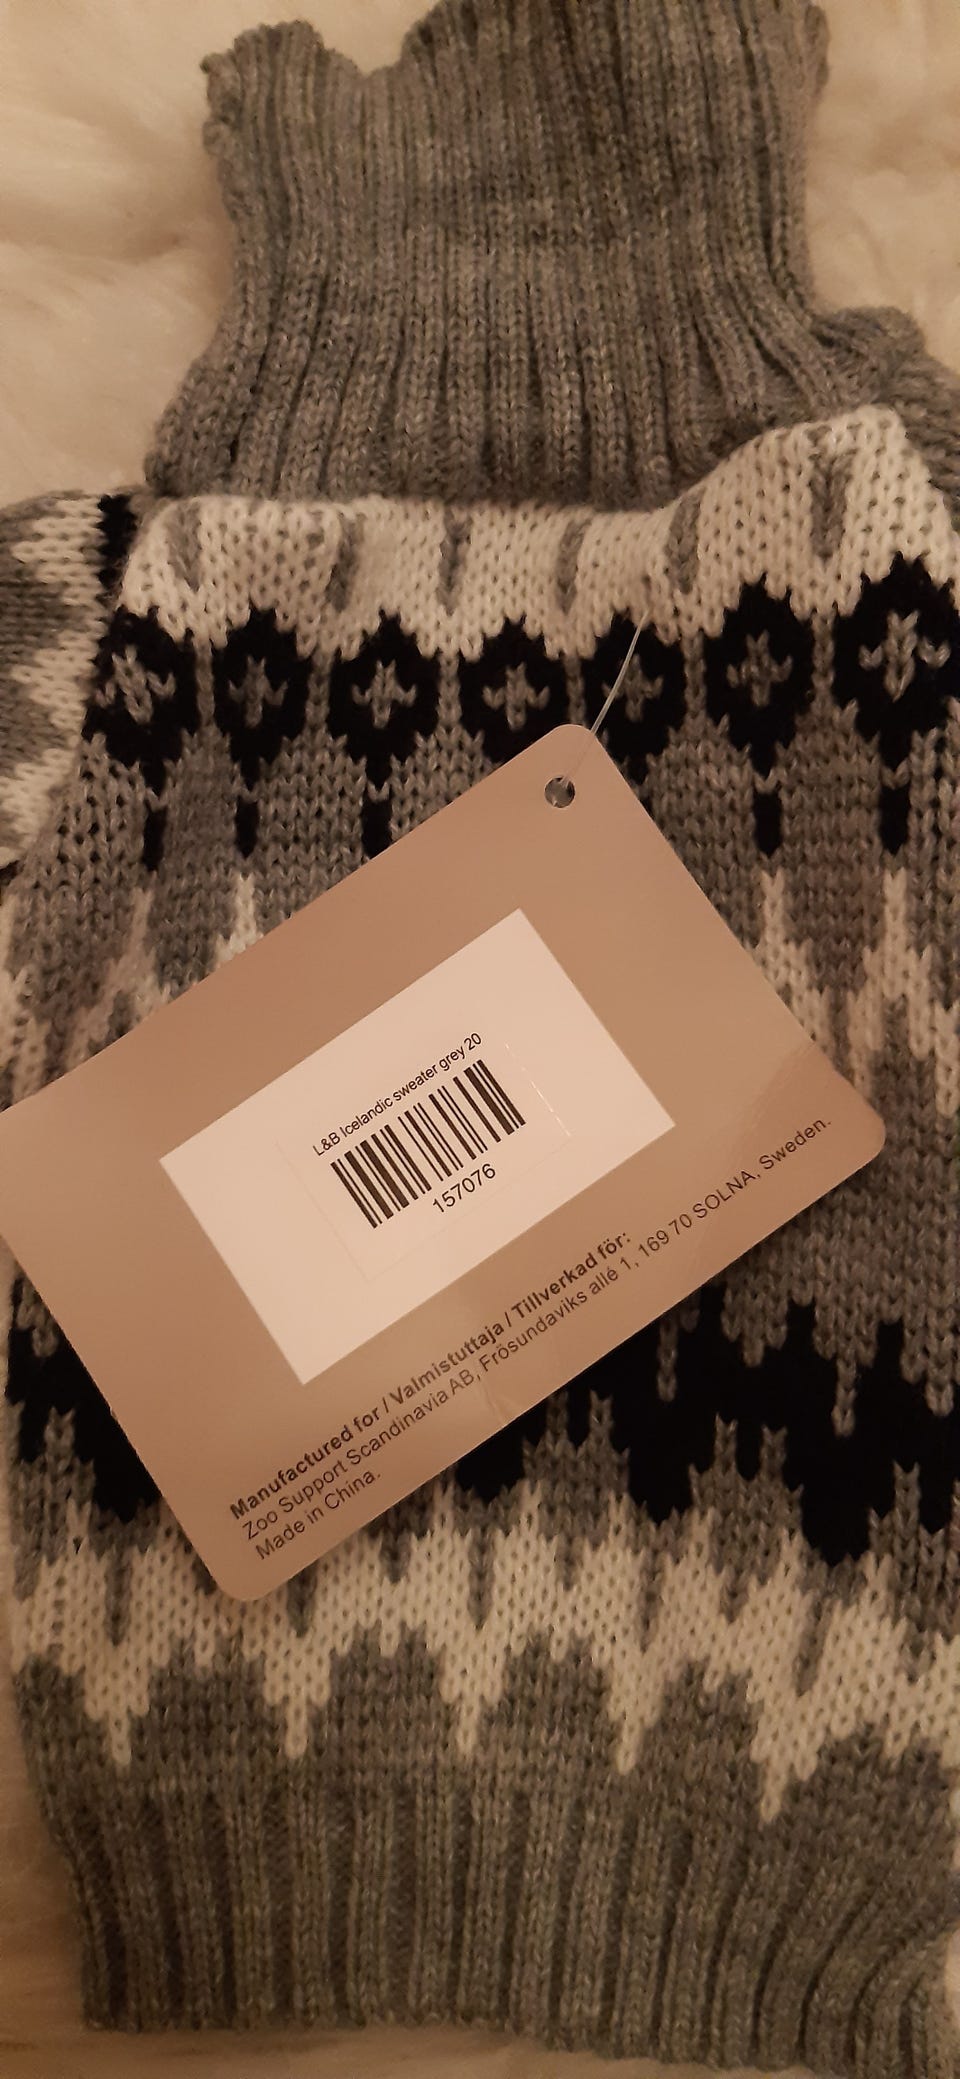 L&B Icelandic sweater grey 20
157076
Manufactured for / Valmistuttaja / Tillverkad för:
Zoo Support Scandinavia AB, Frösundaviks allé 1, 169 70 SOLNA, Sweden.
Made in China.